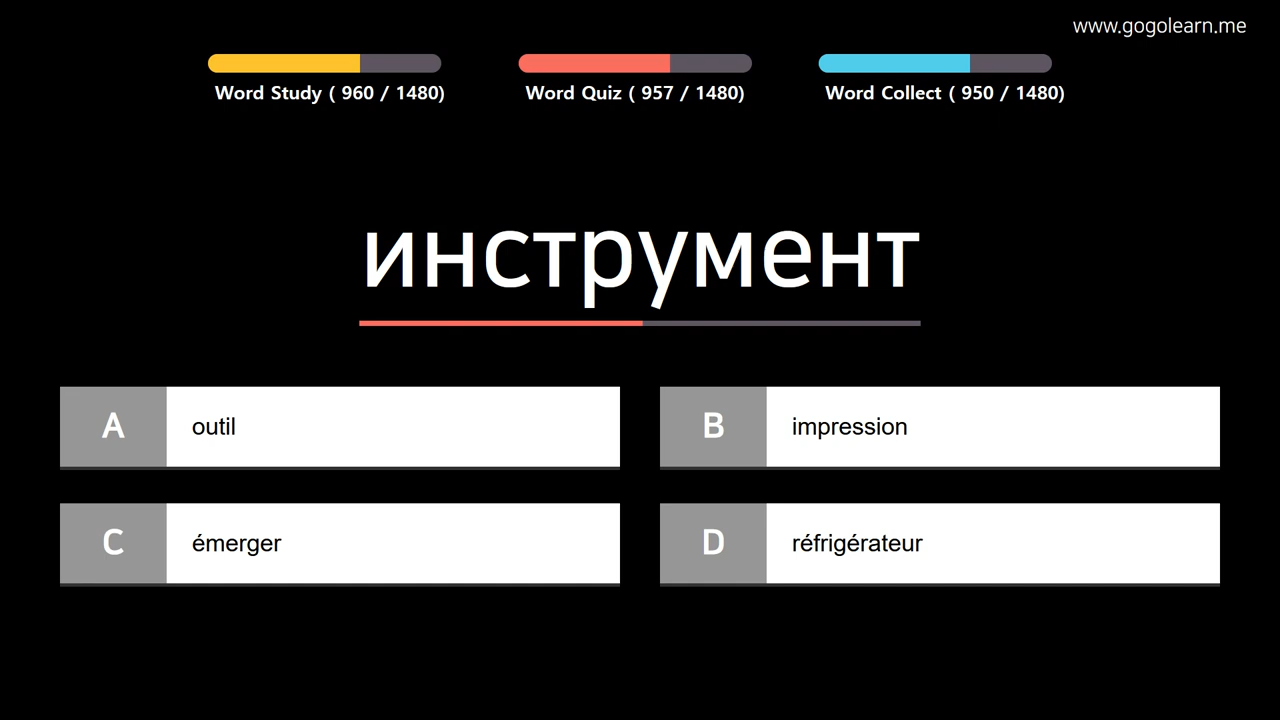 www.gogolearn.me
Word Study ( 960 / 1480)
Word Quiz ( 957 / 1480)
Word Collect ( 950 / 1480)
инструмент
A outil
B impression
C émerger
D réfrigérateur